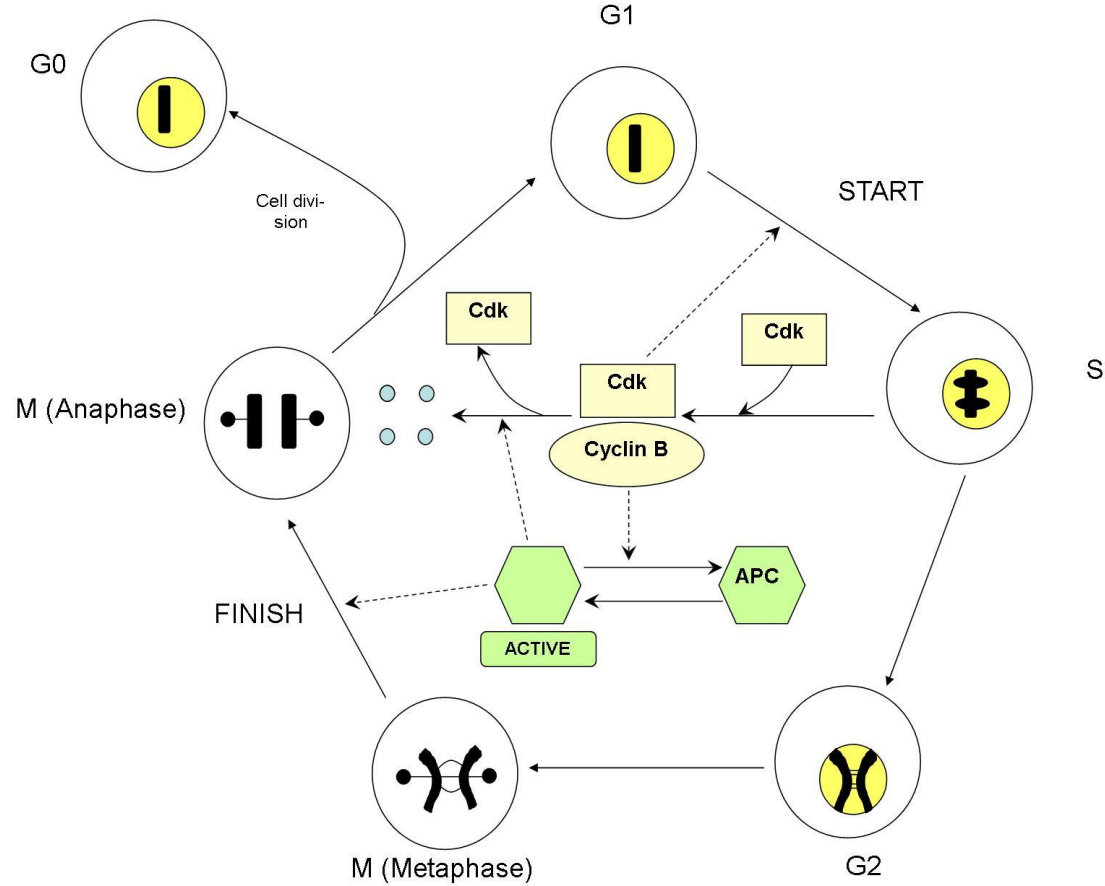 G1
G0
START
Cell divi-
sion
Cdk
Cdk
Cdk
S
M (Anaphase)
Cyclin B
APC
FINISH
ACTIVE
M (Metaphase)
G2